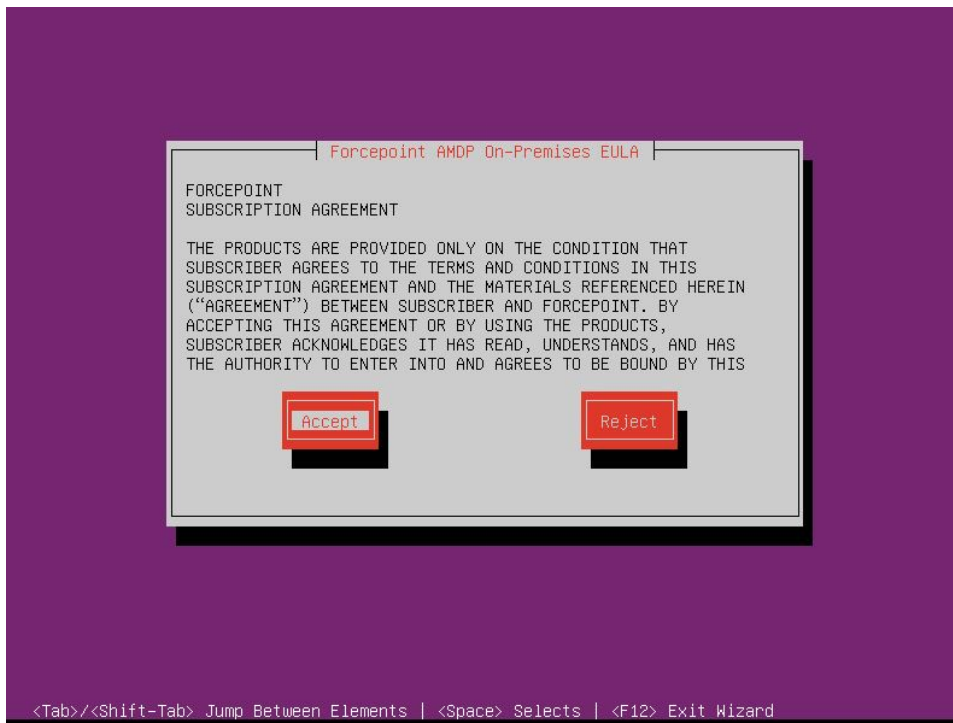 Forcepoint AMDP On-Premises EULA
FORCEPOINT
SUBSCRIPTION AGREEMENT
THE PRODUCTS ARE PROVIDED ONLY ON THE CONDITION THAT
SUBSCRIBER AGREES TO THE TERMS AND CONDITIONS IN THIS
SUBSCRIPTION AGREEMENT AND THE MATERIALS REFERENCED HEREIN
(“AGREEMENT”) BETWEEN SUBSCRIBER AND FORCEPOINT. BY
ACCEPTING THIS AGREEMENT OR BY USING THE PRODUCTS,
SUBSCRIBER ACKNOWLEDGES IT HAS READ, UNDERSTANDS, AND HAS
THE AUTHORITY TO ENTER INTO AND AGREES TO BE BOUND BY THIS
Accept Reject
<Tab>/<Shift-Tab> Jump Between Elements | <Space> Selects | <F12> Exit Wizard